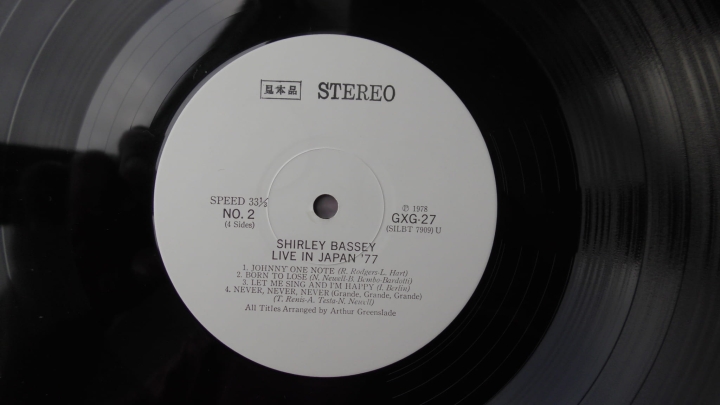 見本品 STEREO
SPEED 33⅓
NO. 2
(4 Sides)
℗ 1978
GXG-27
(SILBT 7909) U
SHIRLEY BASSEY
LIVE IN JAPAN '77
1. JOHNNY ONE NOTE (R. Rodgers-L. Hart)
2. BORN TO LOSE (N. Newell-B. Bembo-Bardotti)
3. LET ME SING AND I'M HAPPY (I. Berlin)
4. NEVER, NEVER, NEVER (Grande, Grande, Grande)
(T. Renis-A. Testa-N. Newell)
All Titles Arranged by Arthur Greenslade